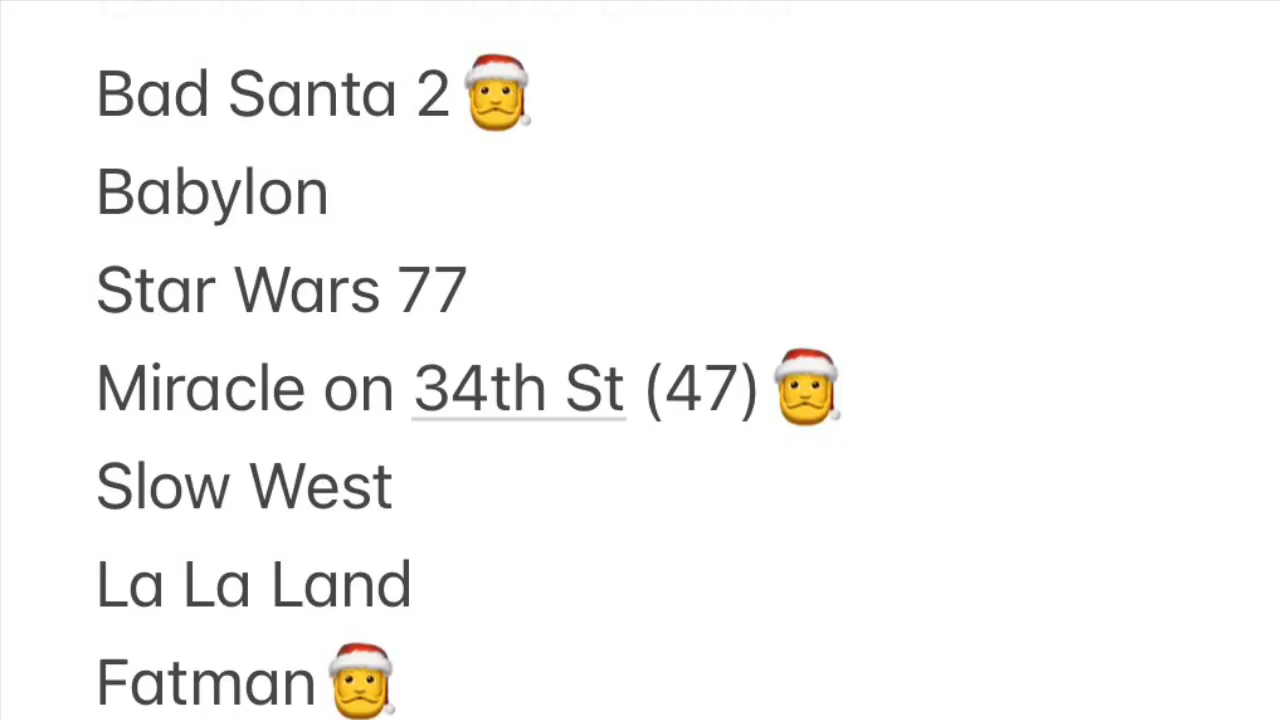 Bad Santa 2🎅
Babylon
Star Wars 77
Miracle on 34th St (47)🎅
Slow West
La La Land
Fatman🎅